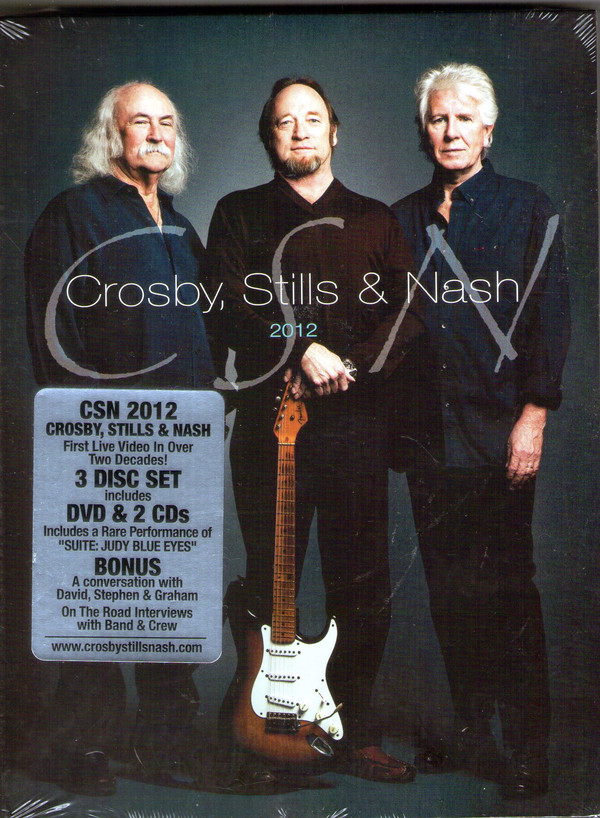 CSN
Crosby, Stills & Nash
2012
CSN 2012
CROSBY, STILLS & NASH
First Live Video In Over
Two Decades!
3 DISC SET
includes
DVD & 2 CDs
Includes a Rare Performance of
"SUITE: JUDY BLUE EYES"
BONUS
A conversation with
David, Stephen & Graham
On The Road Interviews
with Band & Crew
www.crosbystillsnash.com